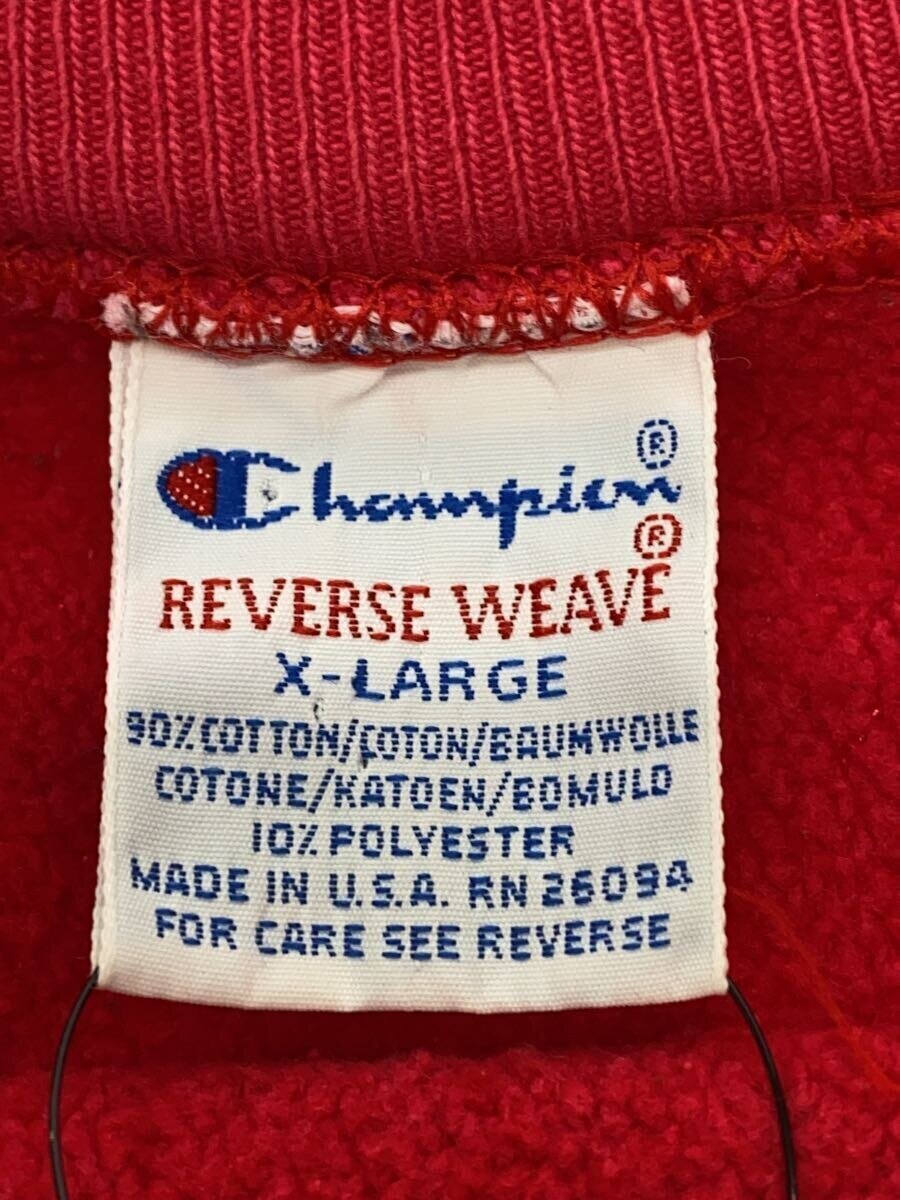 Champion®
REVERSE WEAVE®
X-LARGE
90% COTTON/COTON/BAUMWOLLE
COTONE/KATOEN/BOMULD
10% POLYESTER
MADE IN U.S.A. RN 26094
FOR CARE SEE REVERSE